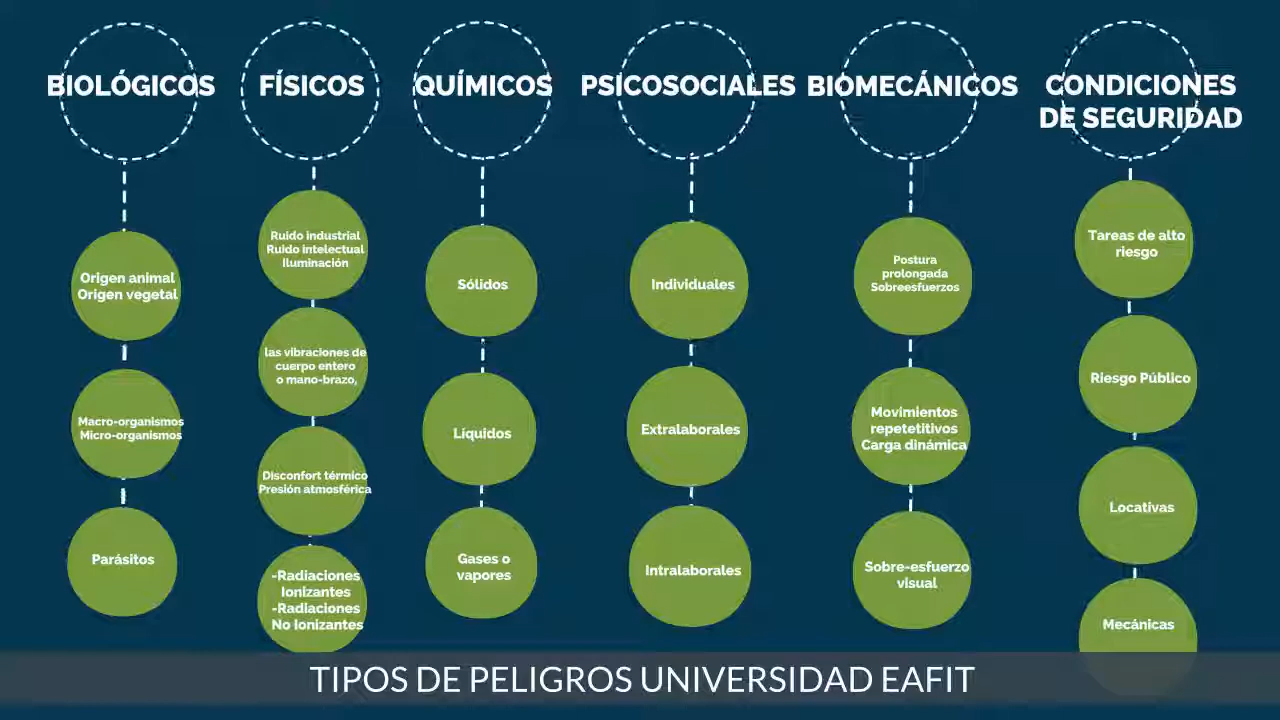 BIOLÓGICOS
Origen animal
Origen vegetal
Macro-organismos
Micro-organismos
Parásitos
FÍSICOS
Ruido industrial
Ruido intelectual
Iluminación
las vibraciones de
cuerpo entero
o mano-brazo,
Disconfort térmico
Presión atmosférica
-Radiaciones
Ionizantes
-Radiaciones
No Ionizantes
QUÍMICOS
Sólidos
Líquidos
Gases o
vapores
PSICOSOCIALES
Individuales
Extralaborales
Intralaborales
BIOMECÁNICOS
Postura
prolongada
Sobreesfuerzos
Movimientos
repetetitivos
Carga dinámica
Sobre-esfuerzo
visual
CONDICIONES
DE SEGURIDAD
Tareas de alto
riesgo
Riesgo Público
Locativas
Mecánicas
TIPOS DE PELIGROS UNIVERSIDAD EAFIT